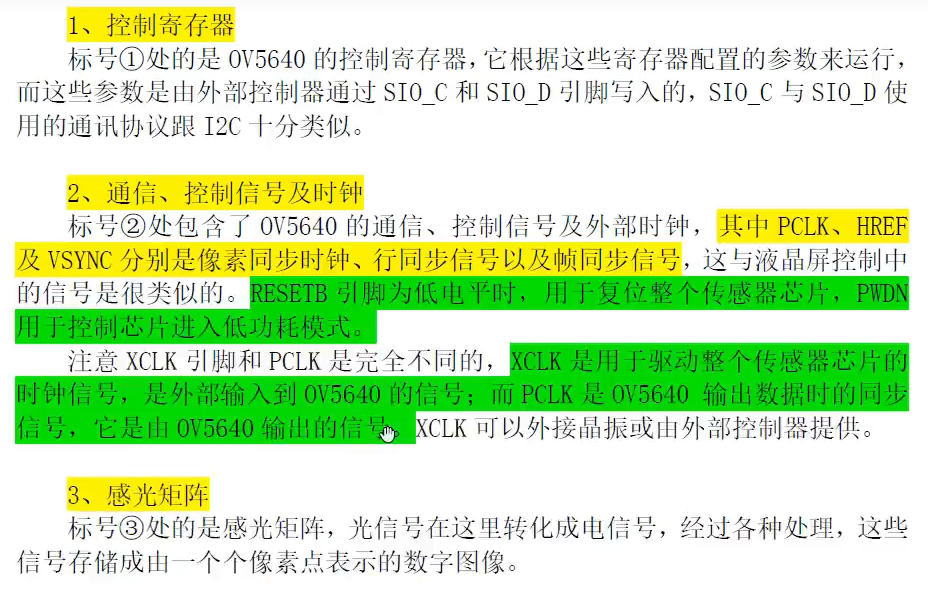 1、控制寄存器
标号①处的是 OV5640 的控制寄存器，它根据这些寄存器配置的参数来运行，
而这些参数是由外部控制器通过 SIO_C 和 SIO_D 引脚写入的，SIO_C 与 SIO_D 使
用的通讯协议跟 I2C 十分类似。
2、通信、控制信号及时钟
标号②处包含了 OV5640 的通信、控制信号及外部时钟，其中 PCLK、HREF
及 VSYNC 分别是像素同步时钟、行同步信号以及帧同步信号，这与液晶屏控制中
的信号是很类似的。RESETB 引脚为低电平时，用于复位整个传感器芯片，PWDN
用于控制芯片进入低功耗模式。
注意 XCLK 引脚和 PCLK 是完全不同的，XCLK 是用于驱动整个传感器芯片的
时钟信号，是外部输入到 OV5640 的信号；而 PCLK 是 OV5640 输出数据时的同步
信号，它是由 OV5640 输出的信号。XCLK 可以外接晶振或由外部控制器提供。
3、感光矩阵
标号③处的是感光矩阵，光信号在这里转化成电信号，经过各种处理，这些
信号存储成由一个个像素点表示的数字图像。